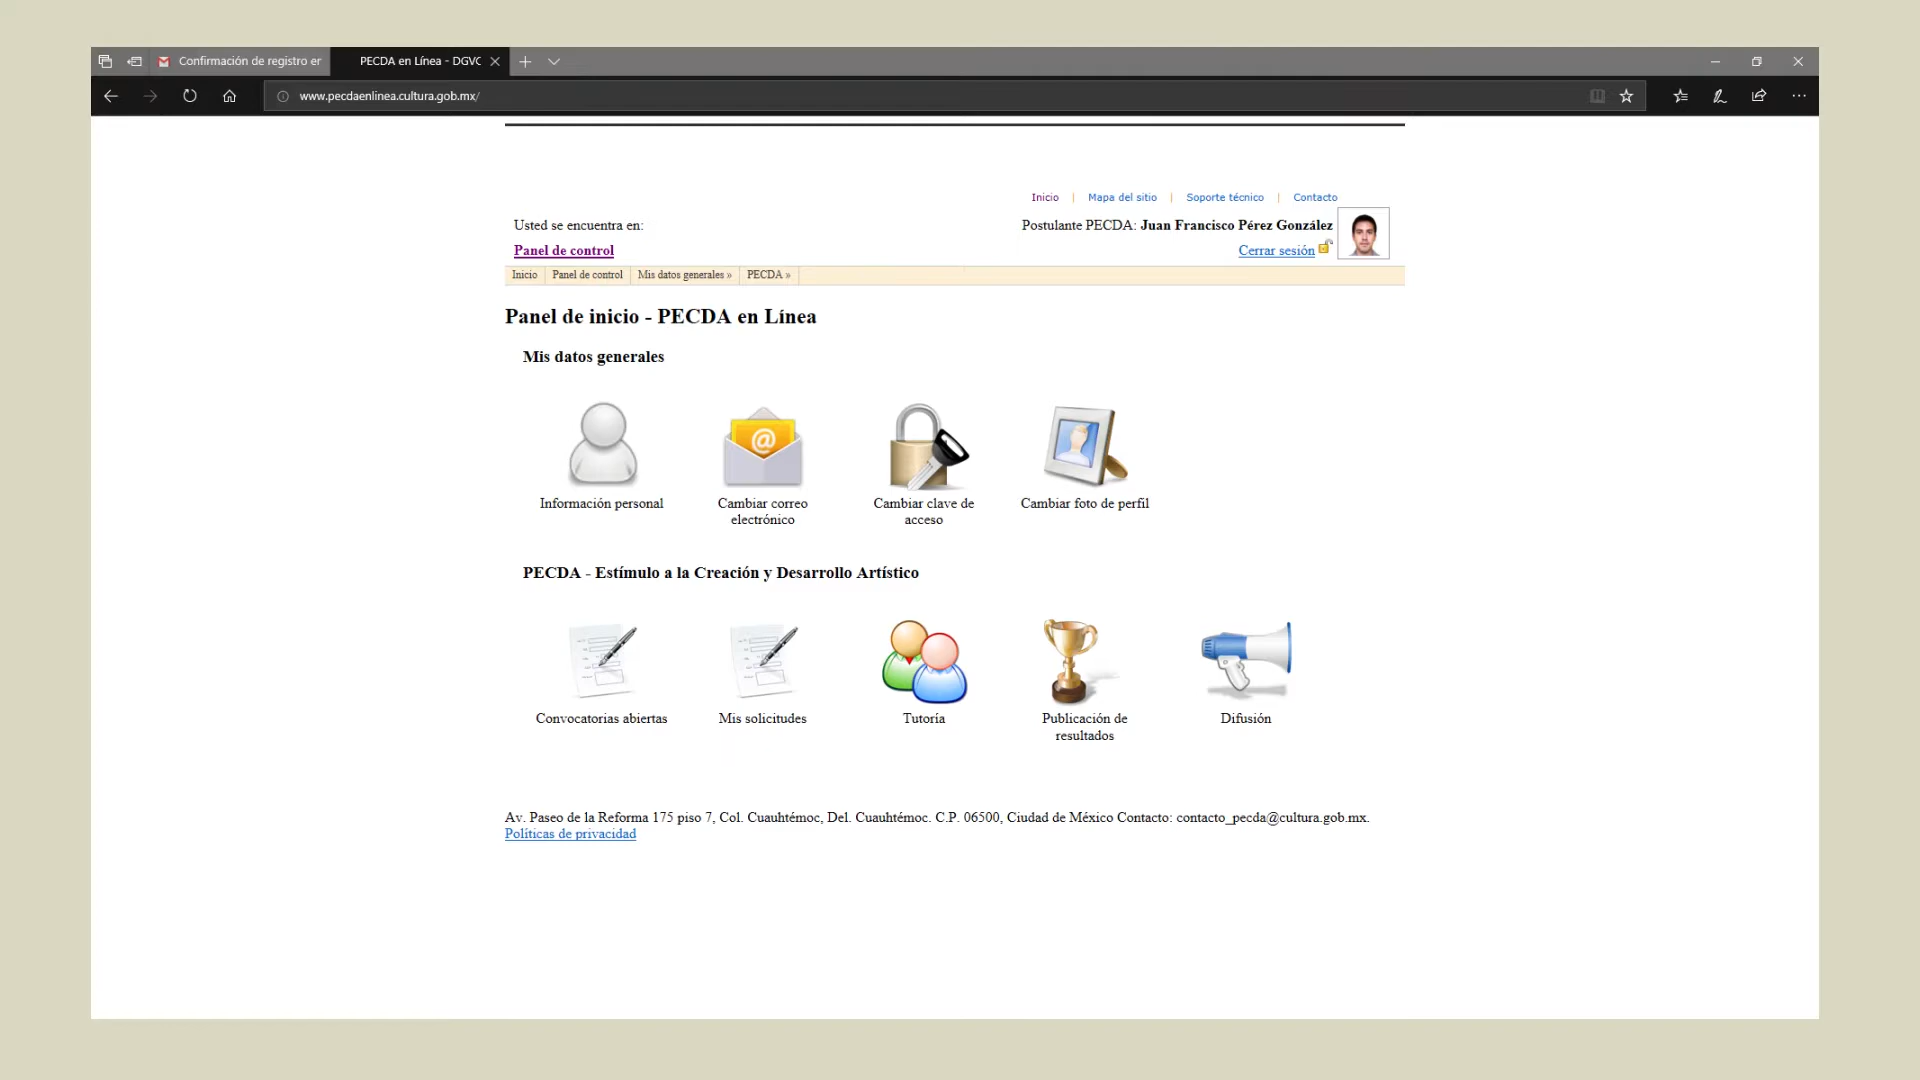 Confirmación de registro er
PECDA en Línea - DGVC
www.pecdaenlinea.cultura.gob.mx/
Inicio | Mapa del sitio | Soporte técnico | Contacto
Usted se encuentra en:
Postulante PECDA: Juan Francisco Pérez González
Panel de control
Cerrar sesión
Inicio Panel de control Mis datos generales » PECDA »
Panel de inicio - PECDA en Línea
Mis datos generales
Información personal
Cambiar correo
electrónico
Cambiar clave de
acceso
Cambiar foto de perfil
PECDA - Estímulo a la Creación y Desarrollo Artístico
Convocatorias abiertas
Mis solicitudes
Tutoría
Publicación de
resultados
Difusión
Av. Paseo de la Reforma 175 piso 7, Col. Cuauhtémoc, Del. Cuauhtémoc. C.P. 06500, Ciudad de México Contacto: contacto_pecda@cultura.gob.mx.
Políticas de privacidad